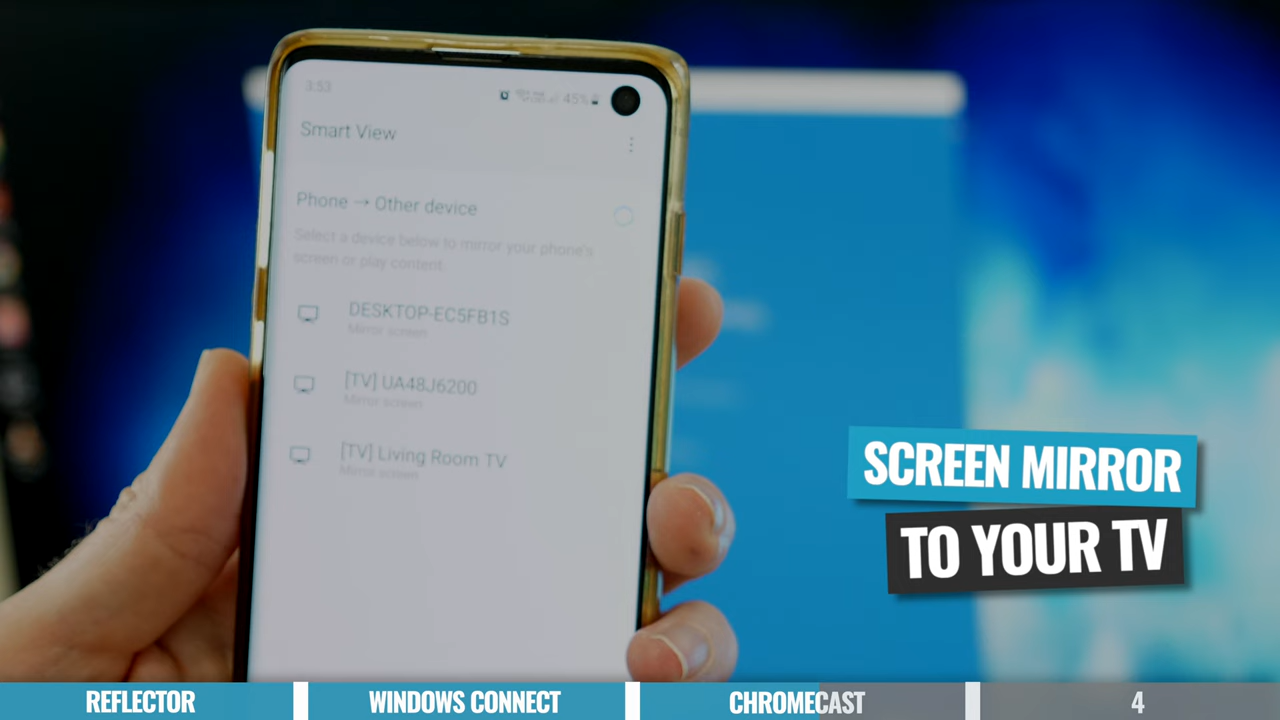 3:53
45%
Smart View
Phone → Other device
Select a device below to mirror your phone's
screen or play content.
DESKTOP-EC5FB1S
Mirror screen
[TV] UA48J6200
Mirror screen
[TV] Living Room TV
Mirror screen
SCREEN MIRROR
TO YOUR TV
REFLECTOR
WINDOWS CONNECT
CHROMECAST
4